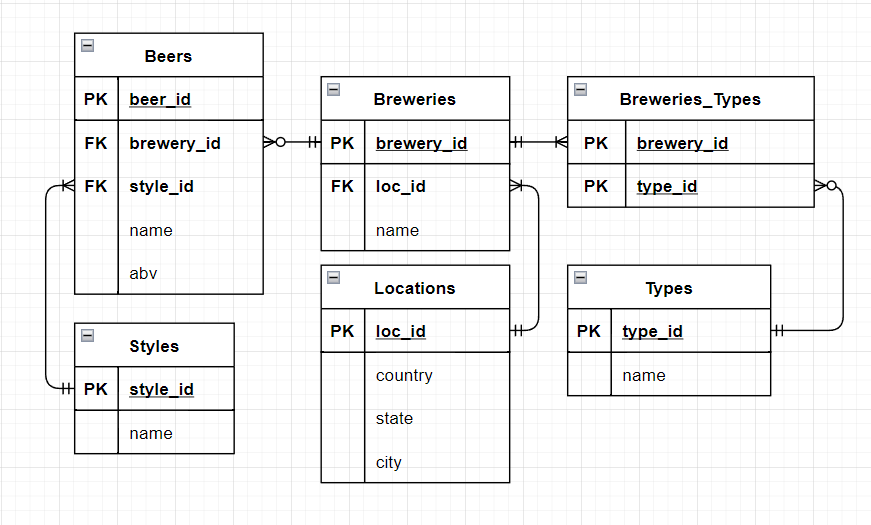 Beers
PK beer_id
FK brewery_id
FK style_id
name
abv
Breweries
PK brewery_id
FK loc_id
name
Breweries_Types
PK brewery_id
PK type_id
Styles
PK style_id
name
Locations
PK loc_id
country
state
city
Types
PK type_id
name